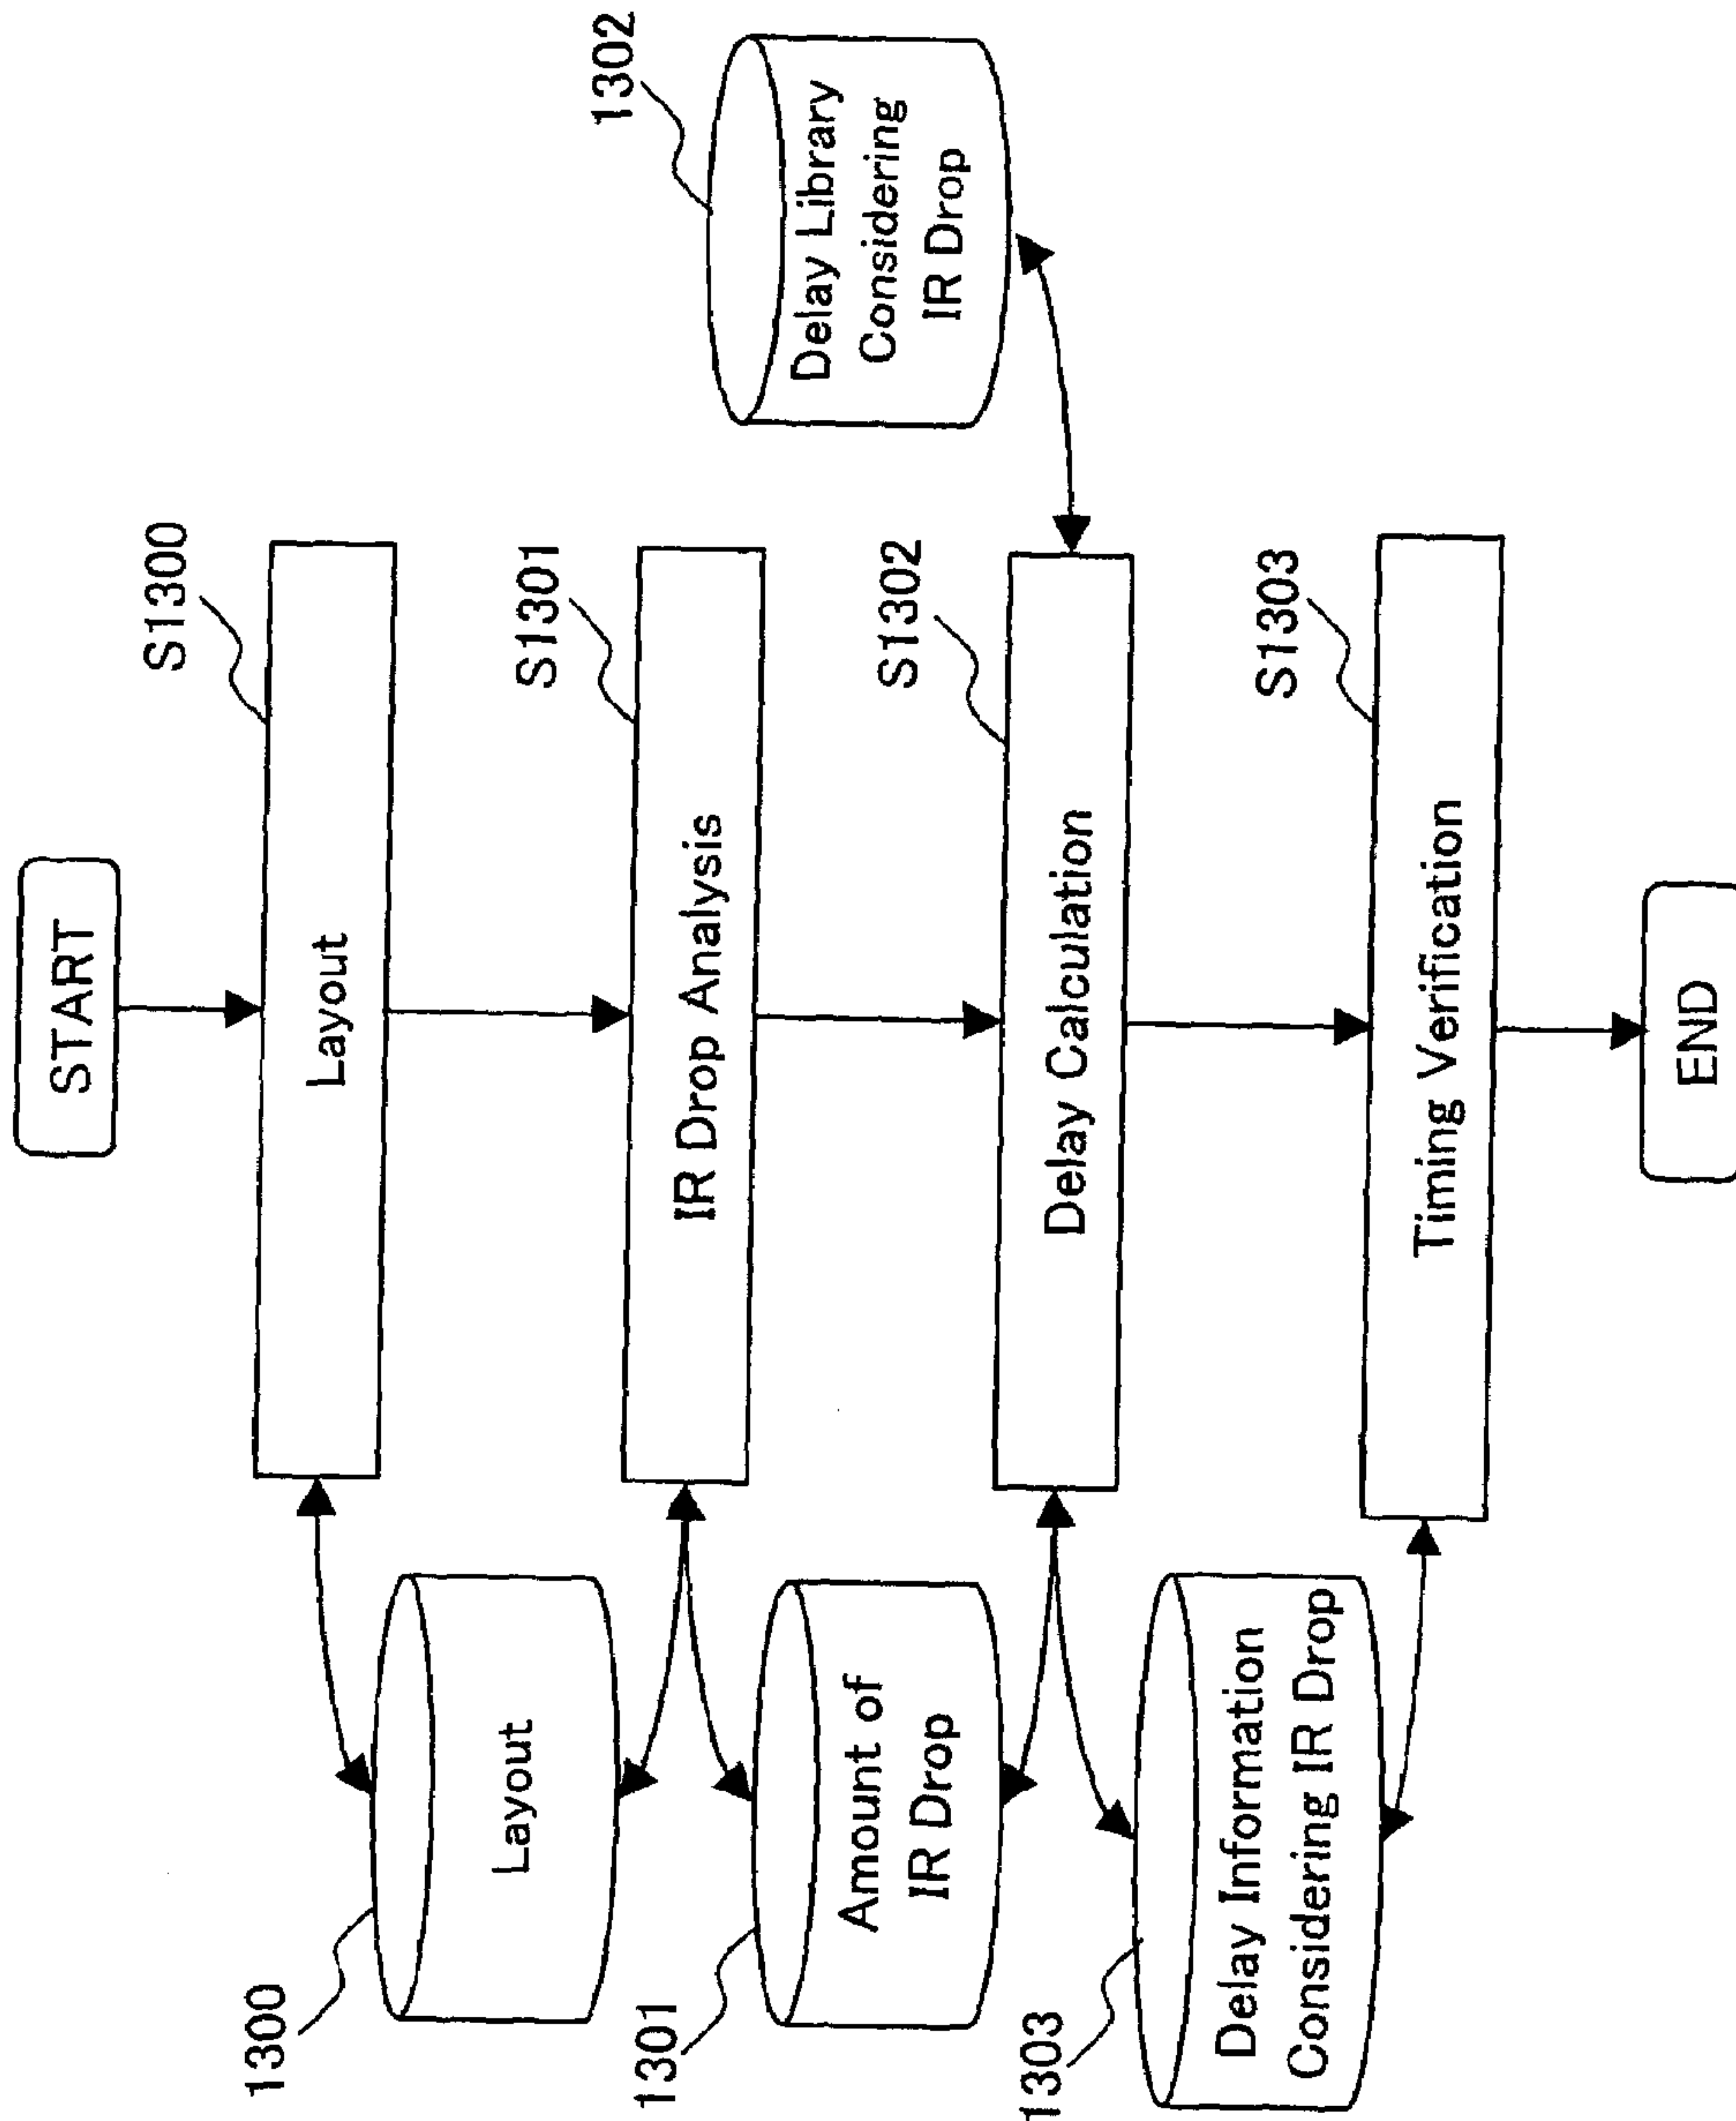 START
S1300
Layout
1300
Layout
S1301
IR Drop Analysis
1301
Amount of
IR Drop
S1302
Delay Calculation
1302
Delay Library
Considering
IR Drop
1303
Delay Information
Considering IR Drop
S1303
Timing Verification
END